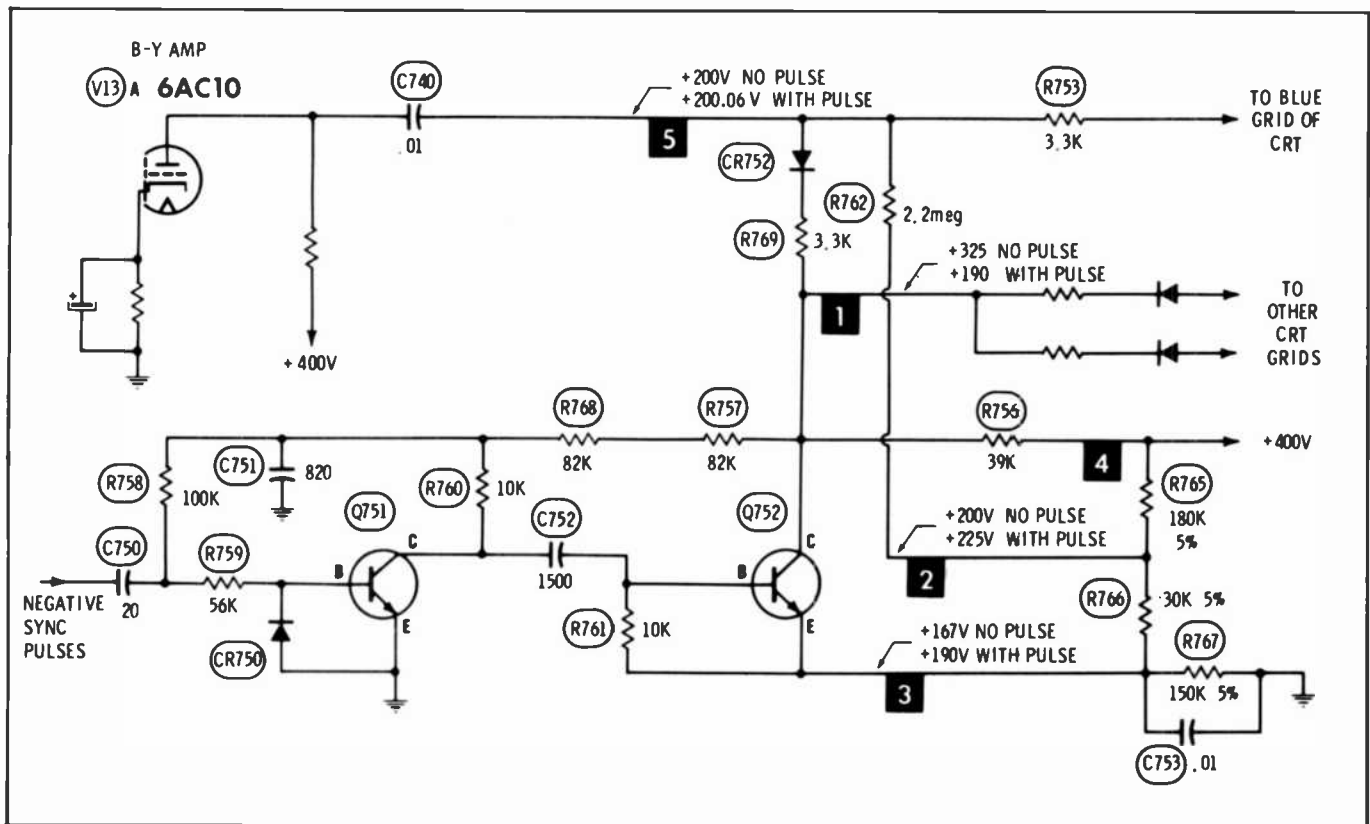 B-Y AMP
V13 A 6AC10
C740
.01
+200V NO PULSE
+200.06 V WITH PULSE
5
R753
3.3K
TO BLUE
GRID OF
CRT
CR752
R762
2.2meg
R769
3.3K
+325 NO PULSE
+190 WITH PULSE
1
TO
OTHER
CRT
GRIDS
+
+400V
R768
82K
R757
82K
R756
39K
4
+400V
R758
100K
C751
820
R760
10K
R765
180K
5%
Q751
C752
1500
Q752
+200V NO PULSE
+225V WITH PULSE
2
C750
20
R759
56K
B
C
E
B
C
E
NEGATIVE
SYNC
PULSES
CR750
R761
10K
R766
30K 5%
+167V NO PULSE
+190V WITH PULSE
3
R767
150K 5%
C753 .01